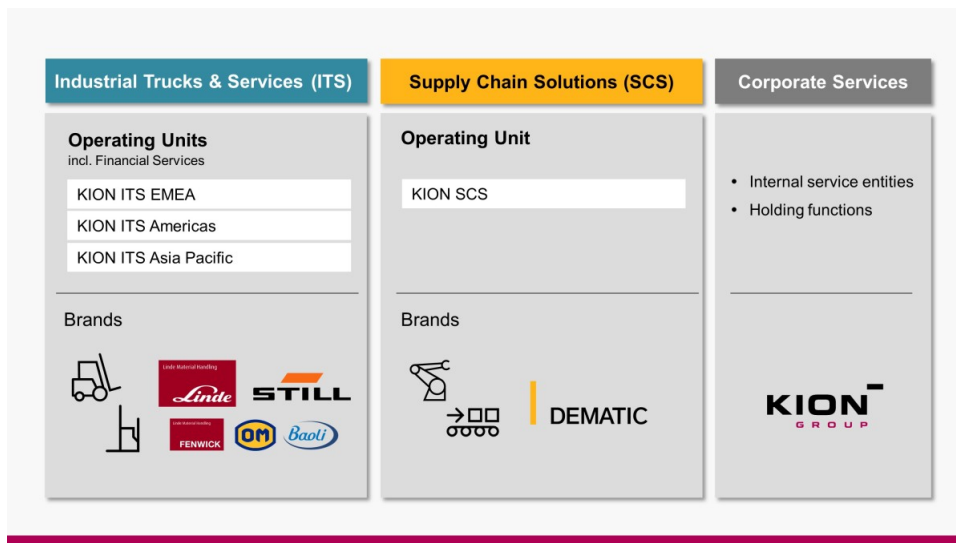 Industrial Trucks & Services (ITS)
Operating Units
incl. Financial Services
KION ITS EMEA
KION ITS Americas
KION ITS Asia Pacific
Brands
Linde Material Handling
Linde
STILL
Linde Material Handling
FENWICK
OM
Baoli
Supply Chain Solutions (SCS)
Operating Unit
KION SCS
Brands
DEMATIC
Corporate Services
• Internal service entities
• Holding functions
KION
GROUP